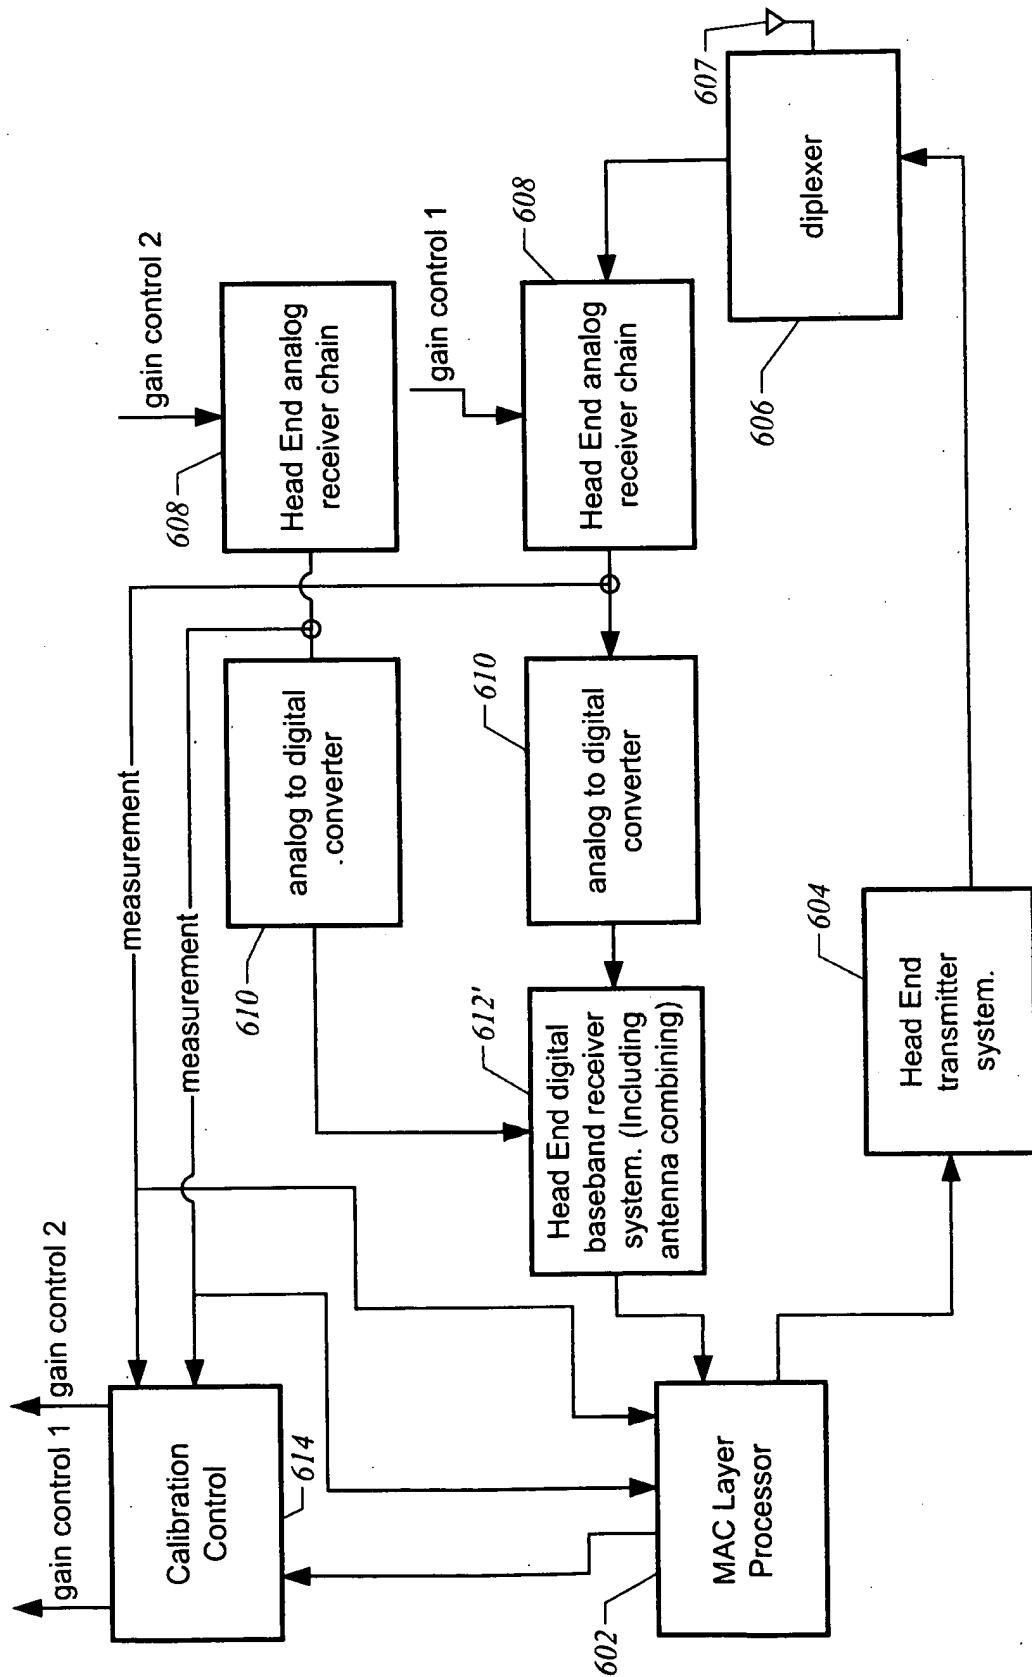 gain control 1
gain control 2
Calibration
Control
614
measurement
measurement
gain control 2
608
Head End analog
receiver chain
analog to digital
.converter
610
gain control 1
608
Head End analog
receiver chain
610
analog to digital
converter
612'
Head End digital
baseband receiver
system. (Including
antenna combining)
MAC Layer
Processor
602
604
Head End
transmitter
system.
607
diplexer
606